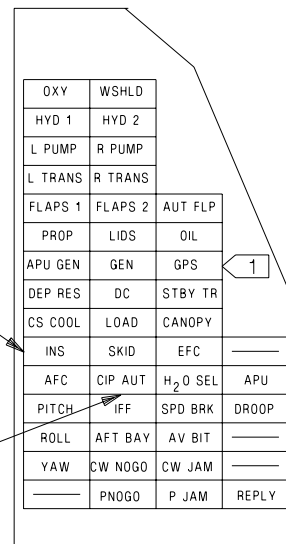 OXY WSHLD
HYD 1 HYD 2
L PUMP R PUMP
L TRANS R TRANS
FLAPS 1 FLAPS 2 AUT FLP
PROP LIDS OIL
APU GEN GEN GPS 1
DEP RES DC STBY TR
CS COOL LOAD CANOPY
INS SKID EFC
AFC CIP AUT H₂O SEL APU
PITCH IFF SPD BRK DROOP
ROLL AFT BAY AV BIT
YAW CW NOGO CW JAM
PNOGO P JAM REPLY